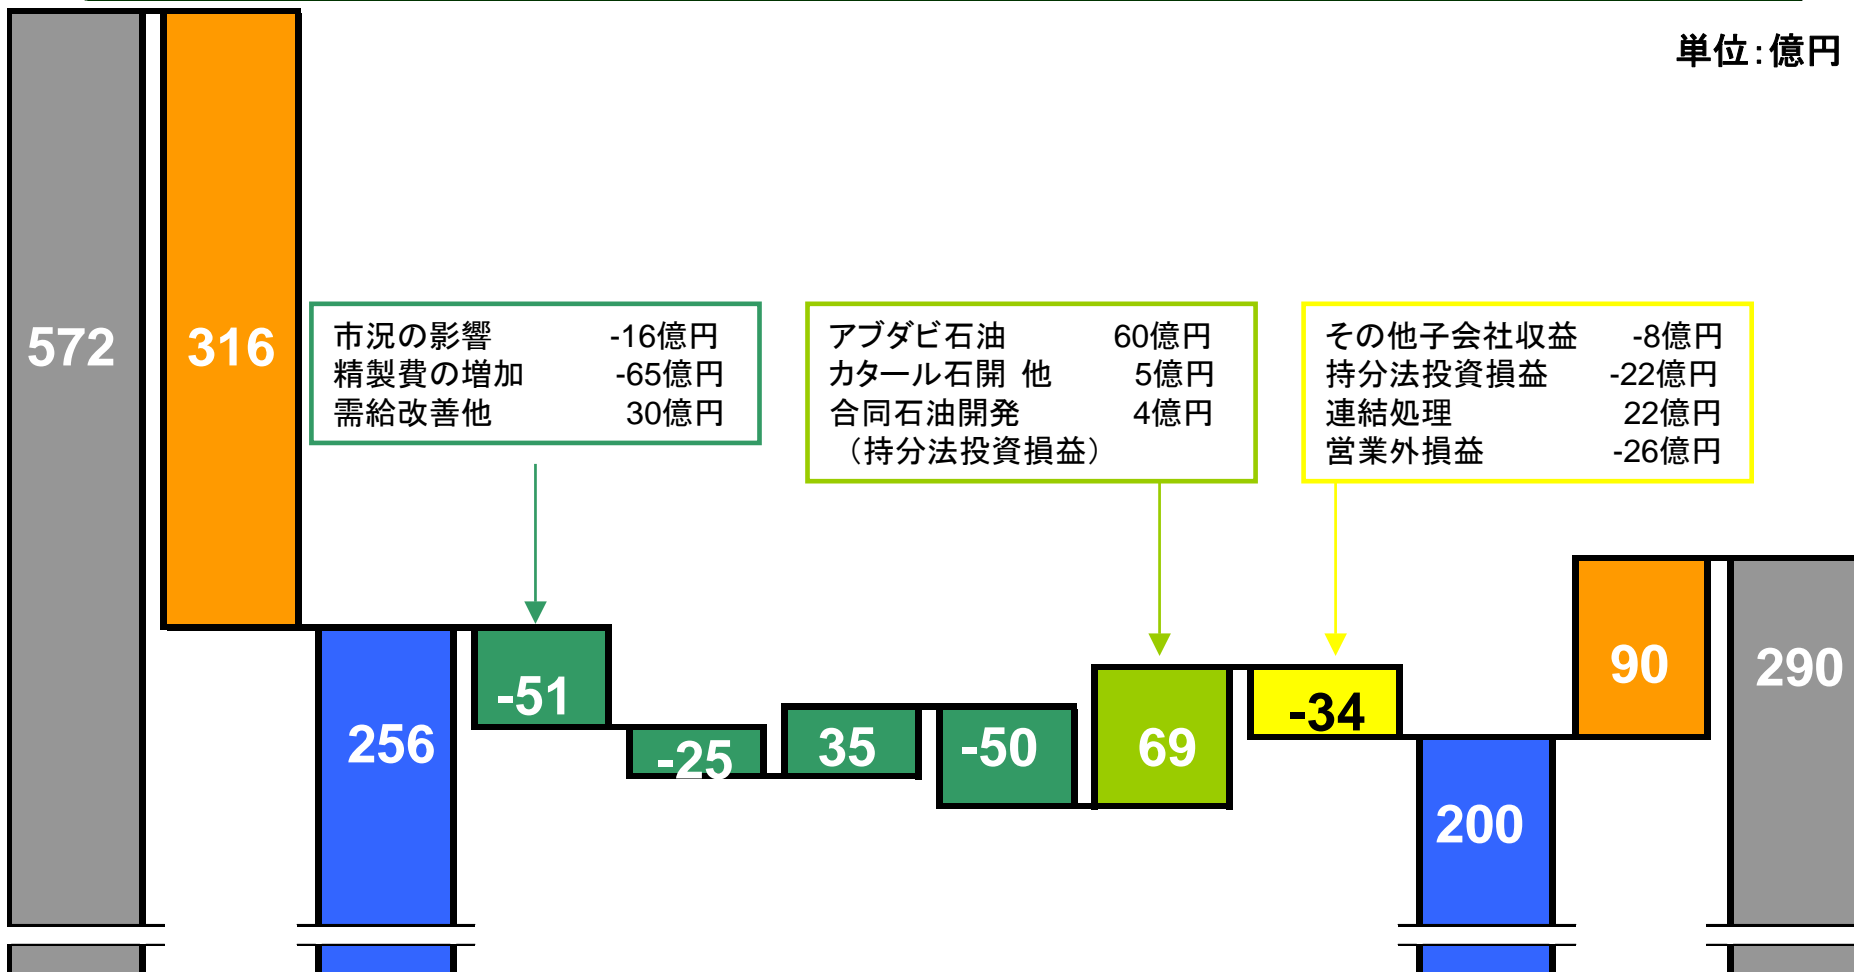 単位:億円
572
316
市況の影響 -16億円
精製費の増加 -65億円
需給改善他 30億円
アブダビ石油 60億円
カタール石開 他 5億円
合同石油開発 4億円
（持分法投資損益）
その他子会社収益 -8億円
持分法投資損益 -22億円
連結処理 22億円
営業外損益 -26億円
256
-51
-25
35
-50
69
-34
200
90
290